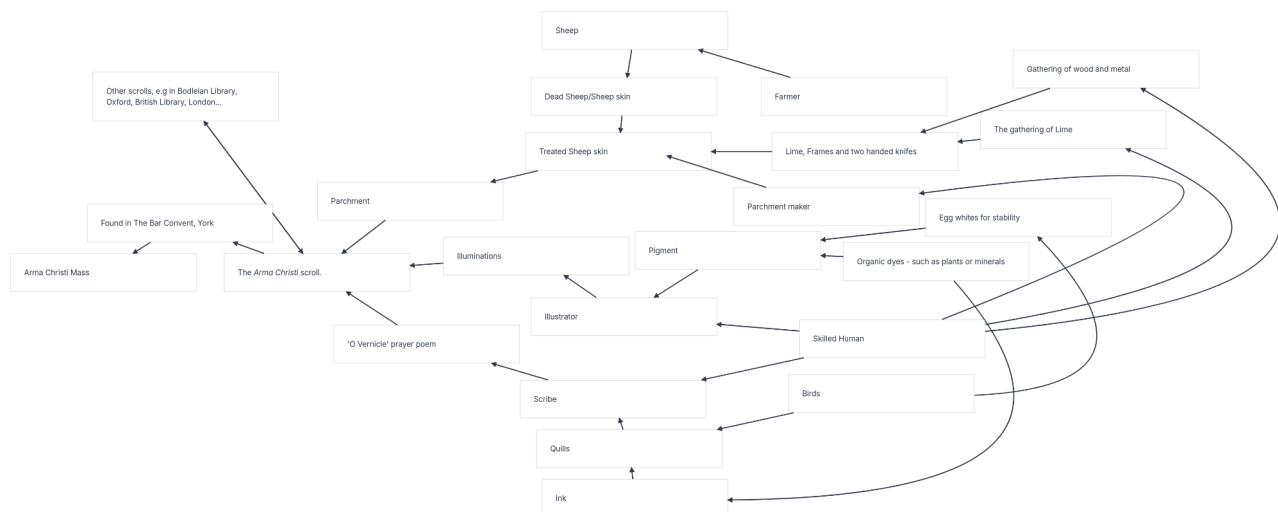 Sheep
Gathering of wood and metal
Other scrolls, e.g in Bodleian Library,
Oxford, British Library, London...
Dead Sheep/Sheep skin
Farmer
The gathering of Lime
Treated Sheep skin
Lime, Frames and two handed knifes
Parchment
Parchment maker
Found in The Bar Convent, York
Egg whites for stability
Pigment
Illuminations
Organic dyes - such as plants or minerals
Arma Christi Mass
The Arma Christi scroll.
Illustrator
Skilled Human
'O Vernicle' prayer poem
Birds
Scribe
Quills
Ink